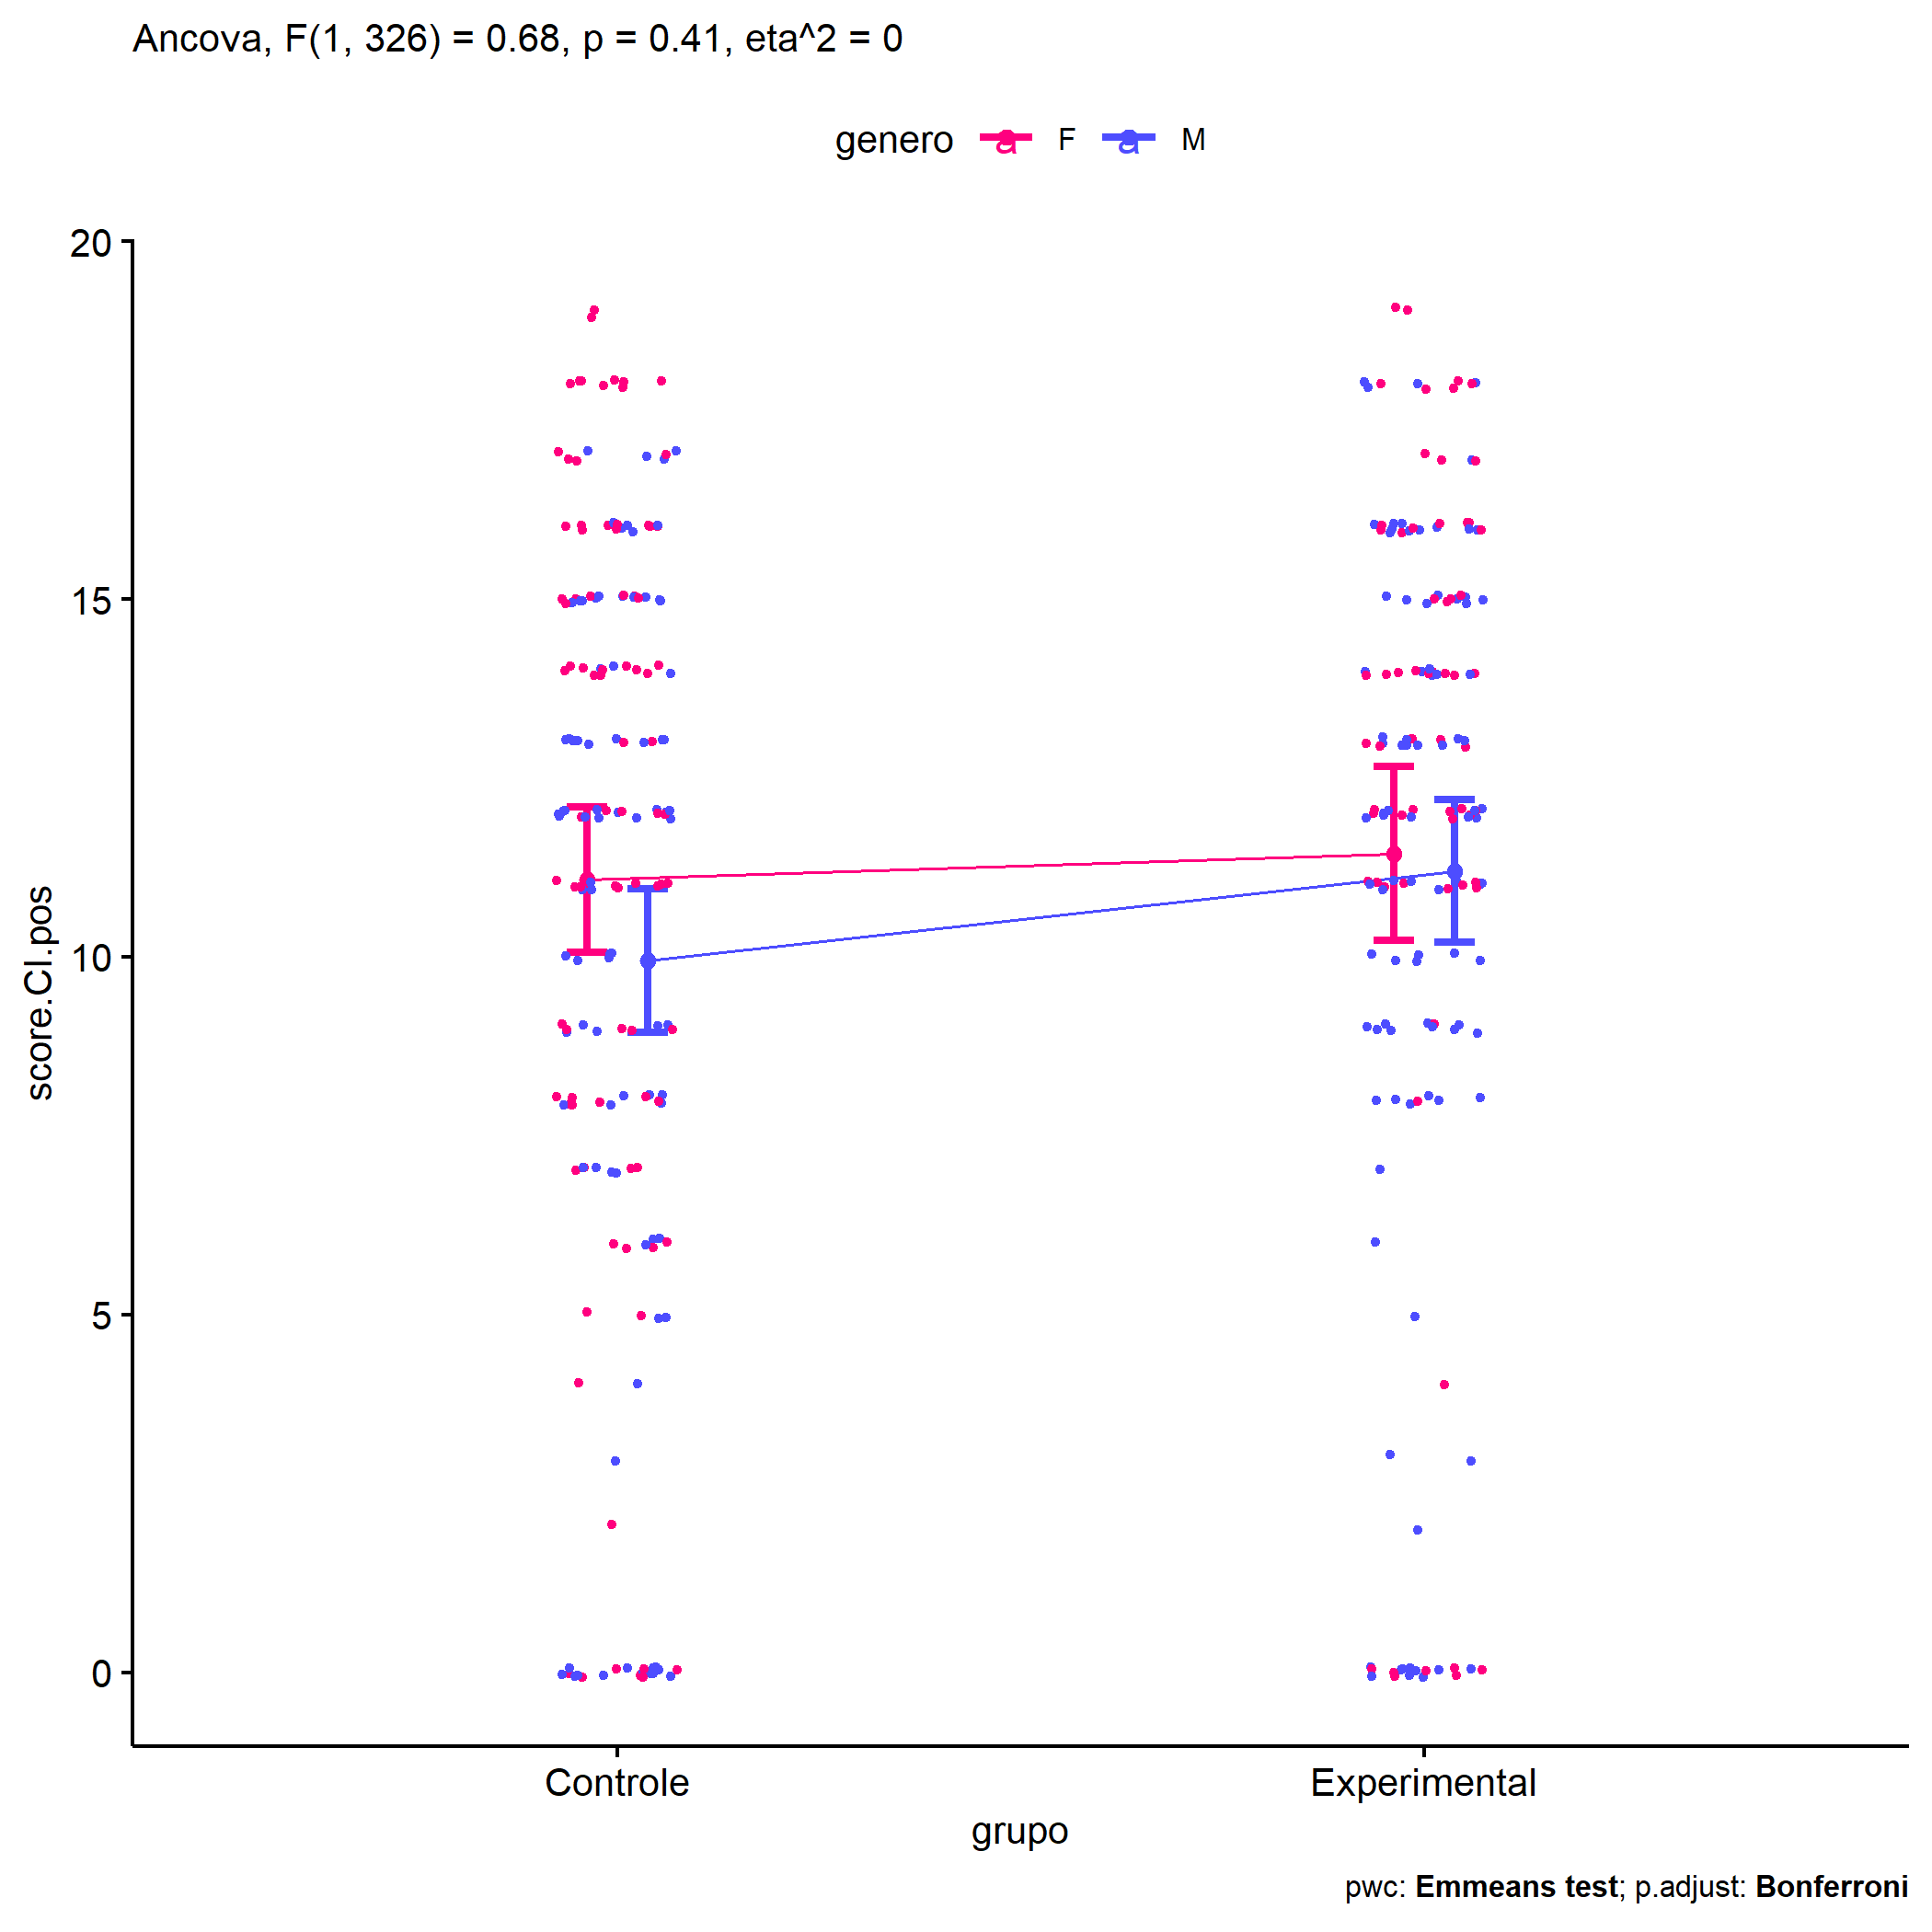 Ancova, F(1, 326) = 0.68, p = 0.41, eta^2 = 0
genero a F a M
20
15
10
5
0
score.CI.pos
Controle Experimental
grupo
pwc: Emmeans test; p.adjust: Bonferroni